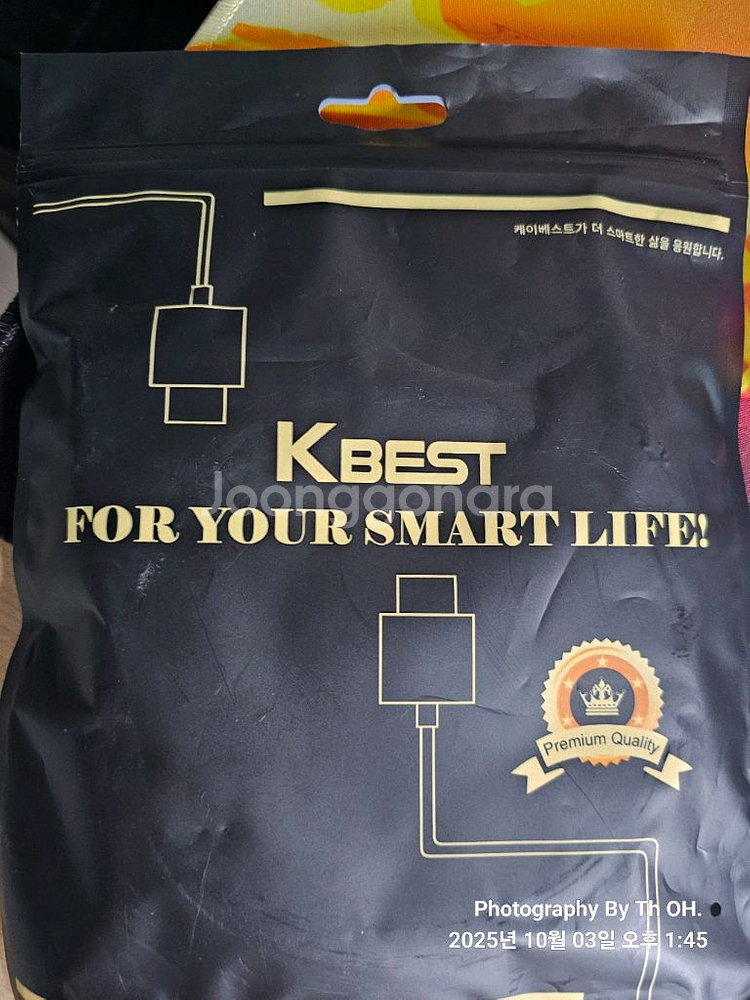 케이베스트가 더 스마트한 삶을 응원합니다.
KBEST
Joonggonara
FOR YOUR SMART LIFE!
Premium Quality
Photography By Th OH.
2025년 10월 03일 오후 1:45